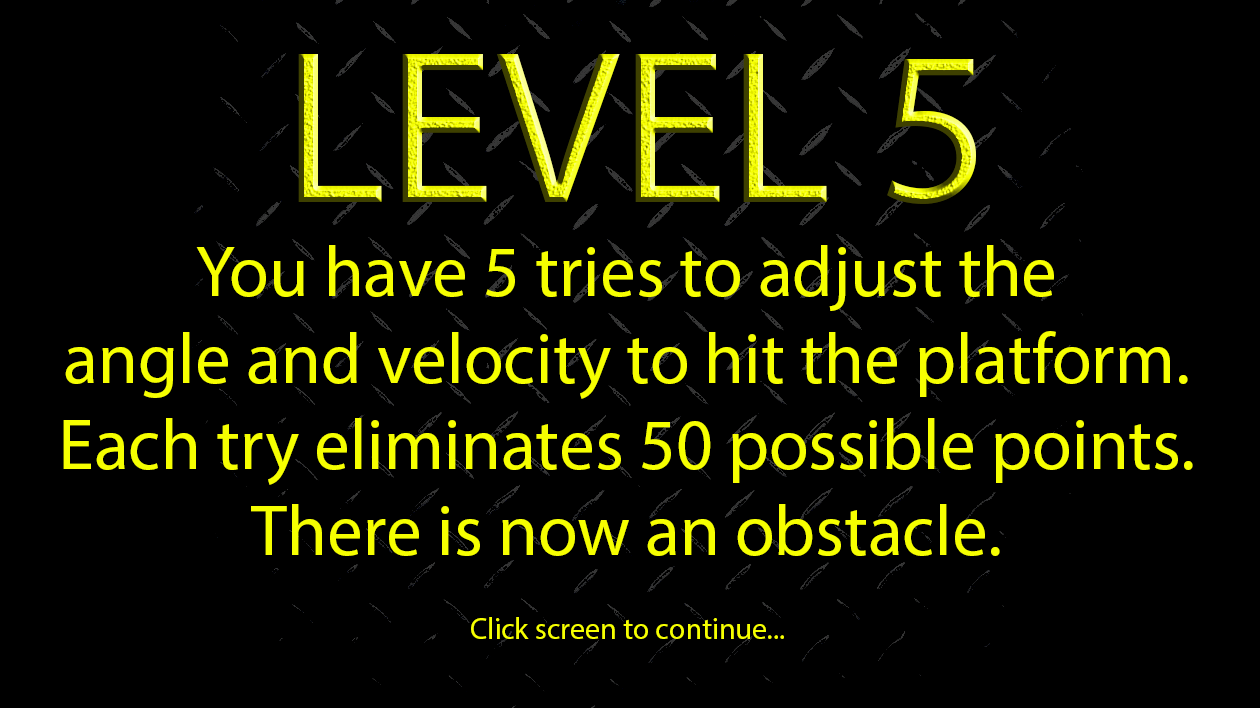 LEVEL 5
You have 5 tries to adjust the
angle and velocity to hit the platform.
Each try eliminates 50 possible points.
There is now an obstacle.
Click screen to continue...